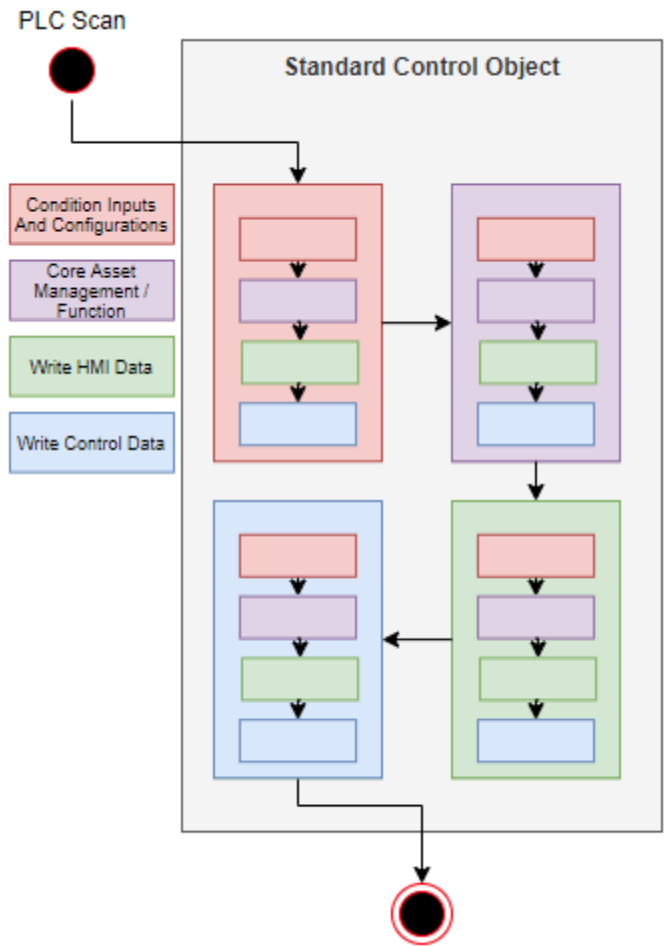 PLC Scan
Standard Control Object
Condition Inputs
And Configurations
Core Asset
Management /
Function
Write HMI Data
Write Control Data